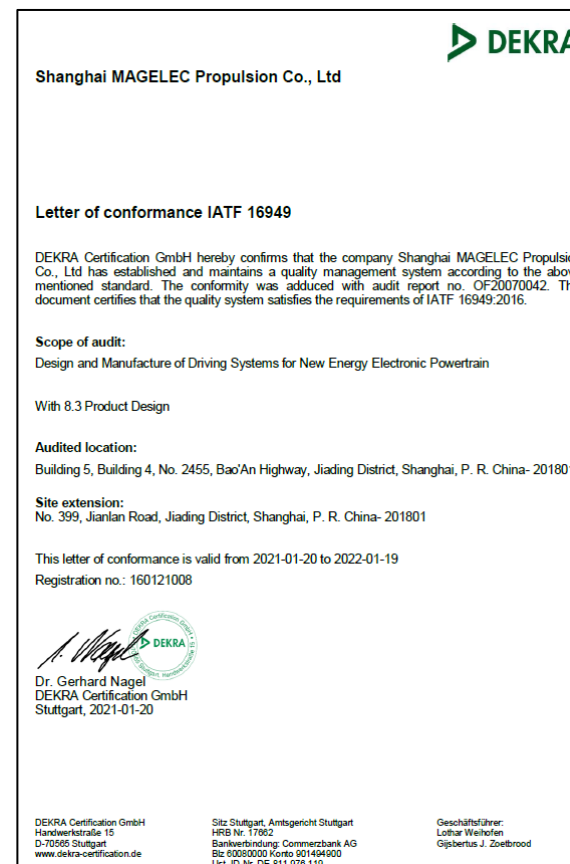 DEKRA
Shanghai MAGELEC Propulsion Co., Ltd
Letter of conformance IATF 16949
DEKRA Certification GmbH hereby confirms that the company Shanghai MAGELEC Propulsio
Co., Ltd has established and maintains a quality management system according to the abov
mentioned standard. The conformity was adduced with audit report no. OF20070042. Th
document certifies that the quality system satisfies the requirements of IATF 16949:2016.
Scope of audit:
Design and Manufacture of Driving Systems for New Energy Electronic Powertrain
With 8.3 Product Design
Audited location:
Building 5, Building 4, No. 2455, Bao'An Highway, Jiading District, Shanghai, P. R. China- 201801
Site extension:
No. 399, Jianlan Road, Jiading District, Shanghai, P. R. China- 201801
This letter of conformance is valid from 2021-01-20 to 2022-01-19
Registration no.: 160121008
DEKRA
Dr. Gerhard Nagel
DEKRA Certification GmbH
Stuttgart, 2021-01-20
DEKRA Certification GmbH
Handwerkstraße 15
D-70565 Stuttgart
www.dekra-certification.de
Sitz Stuttgart, Amtsgericht Stuttgart
HRB Nr. 17662
Bankverbindung: Commerzbank AG
Blz 60080000 Konto 901494900
Ust. ID Nr. DE 811 076 119
Geschäftsführer:
Lothar Weihofen
Gijsbertus J. Zoetbrood